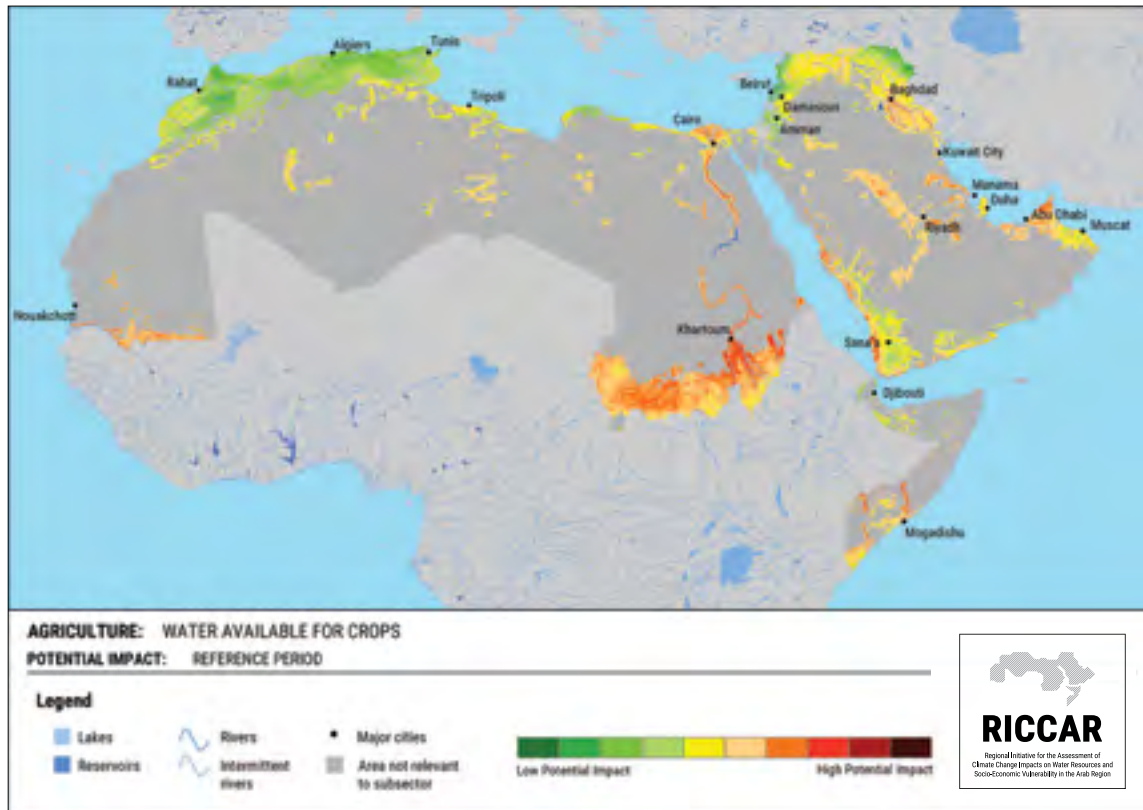 Algiers
Tunis
Rabat
Tripoli
Beirut
Damascus
Amman
Baghdad
Cairo
Kuwait City
Manama
Doha
Abu Dhabi
Riyadh
Muscat
Nouakchott
Khartoum
Sana'a
Djibouti
Mogadishu
AGRICULTURE: WATER AVAILABLE FOR CROPS
POTENTIAL IMPACT: REFERENCE PERIOD
Legend
Lakes
Reservoirs
Rivers
Intermittent
rivers
Major cities
Area not relevant
to subsector
Low Potential Impact
High Potential Impact
RICCAR
Regional Initiative for the Assessment of
Climate Change Impacts on Water Resources and
Socio-Economic Vulnerability in the Arab Region